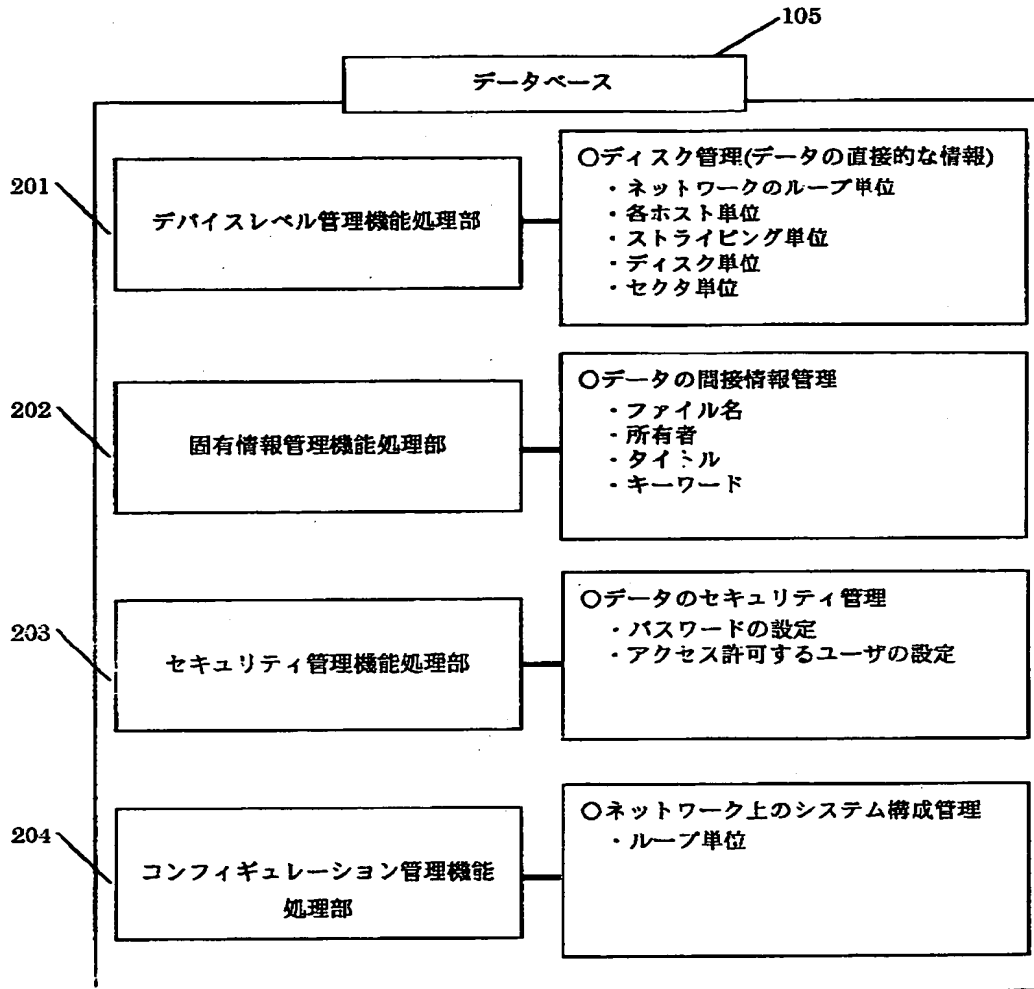 105
データベース
201
デバイスレベル管理機能処理部
○ディスク管理(データの直接的な情報)
・ネットワークのループ単位
・各ホスト単位
・ストライピング単位
・ディスク単位
・セクタ単位
202
固有情報管理機能処理部
○データの間接情報管理
・ファイル名
・所有者
・タイトル
・キーワード
203
セキュリティ管理機能処理部
○データのセキュリティ管理
・パスワードの設定
・アクセス許可するユーザの設定
204
コンフィギュレーション管理機能
処理部
○ネットワーク上のシステム構成管理
・ループ単位